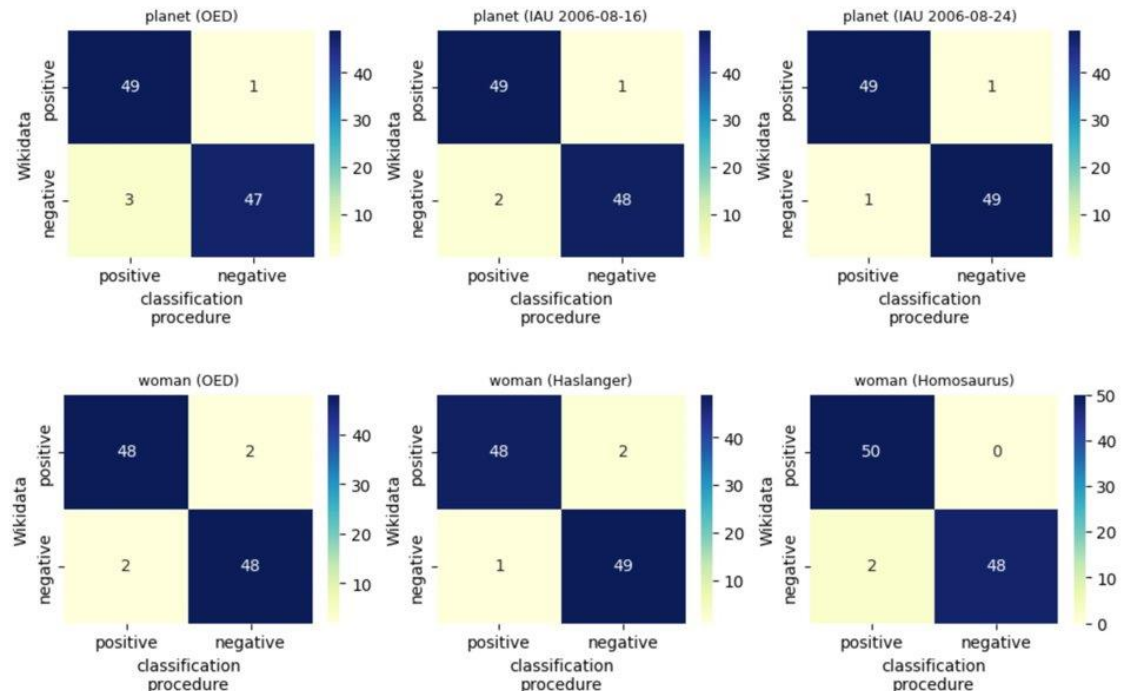 planet (OED)
planet (IAU 2006-08-16)
planet (IAU 2006-08-24)
Wikidata
positive
negative
49 1
3 47
40
30
20
10
positive negative
classification
procedure
Wikidata
positive
negative
49 1
2 48
40
30
20
10
positive negative
classification
procedure
Wikidata
positive
negative
49 1
1 49
40
30
20
10
positive negative
classification
procedure
woman (OED)
woman (Haslanger)
woman (Homosaurus)
Wikidata
positive
negative
48 2
2 48
40
30
20
10
positive negative
classification
procedure
Wikidata
positive
negative
48 2
1 49
40
30
20
10
positive negative
classification
procedure
Wikidata
positive
negative
50 0
2 48
50
40
30
20
10
0
positive negative
classification
procedure